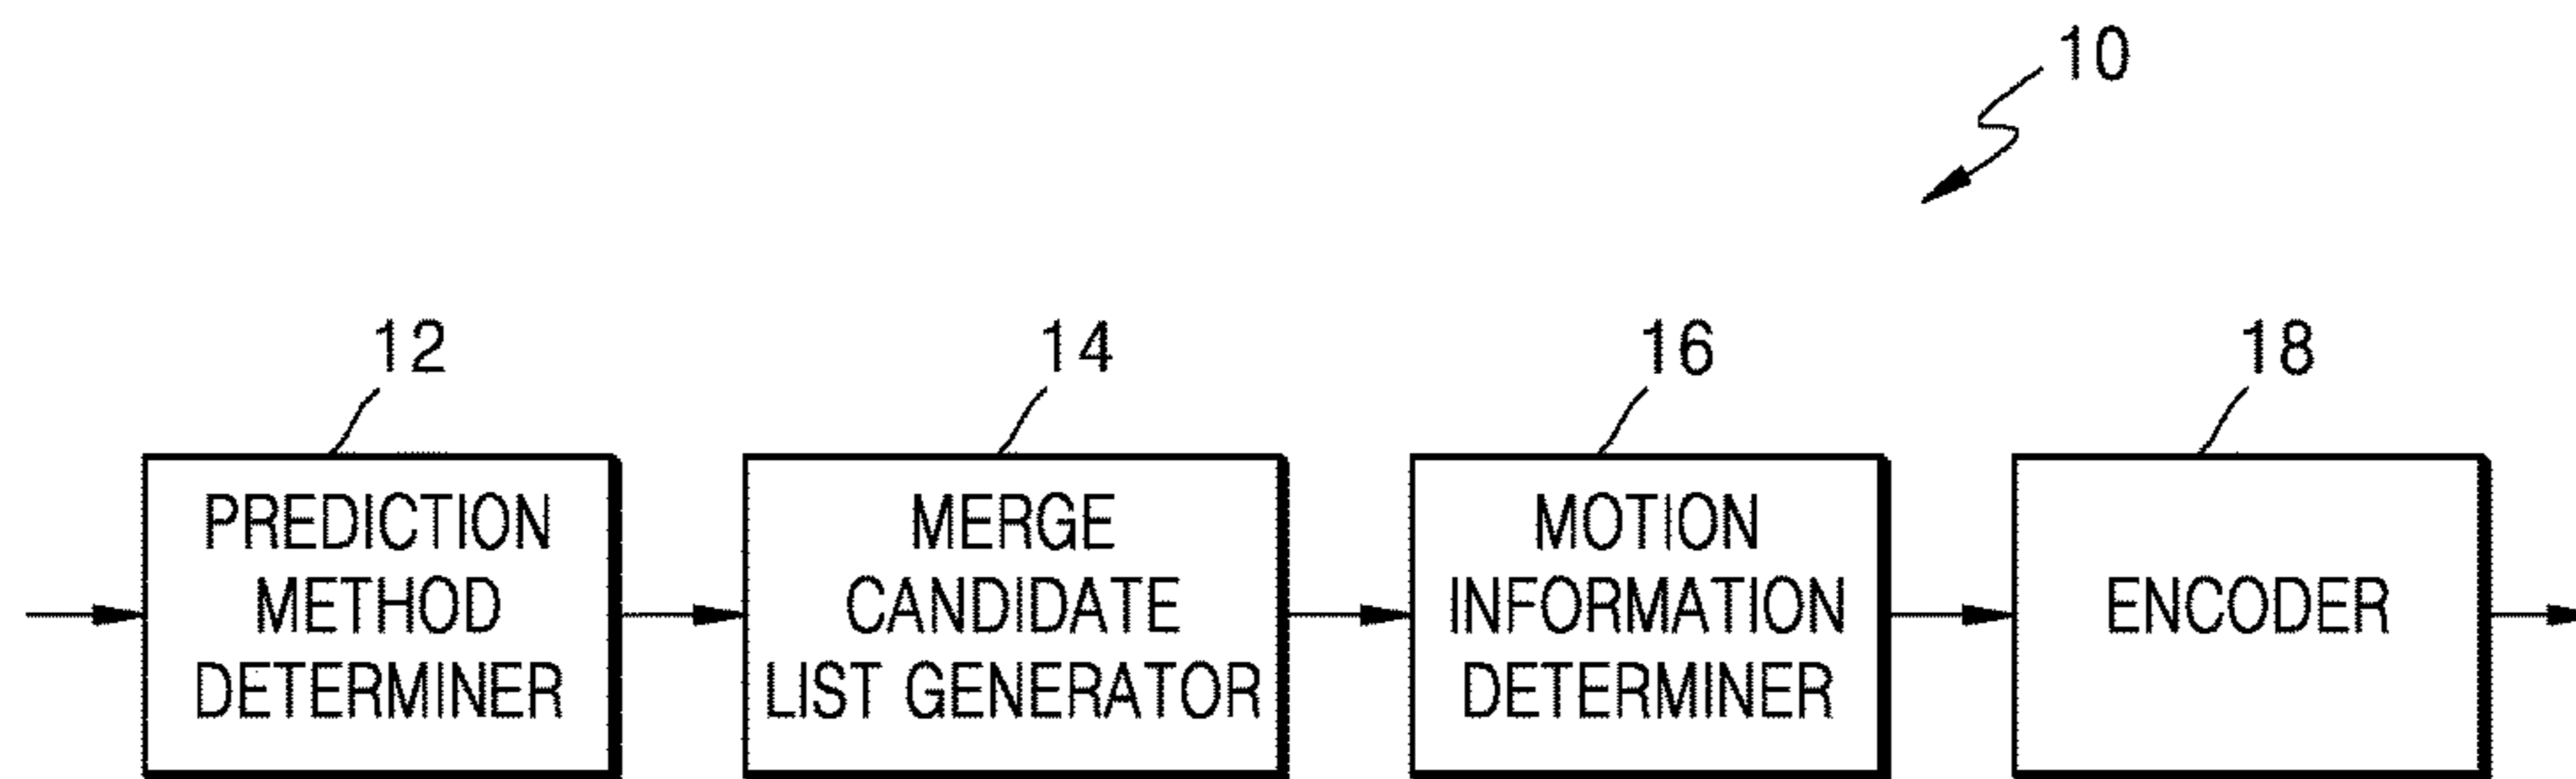 10
12
PREDICTION
METHOD
DETERMINER
14
MERGE
CANDIDATE
LIST GENERATOR
16
MOTION
INFORMATION
DETERMINER
18
ENCODER